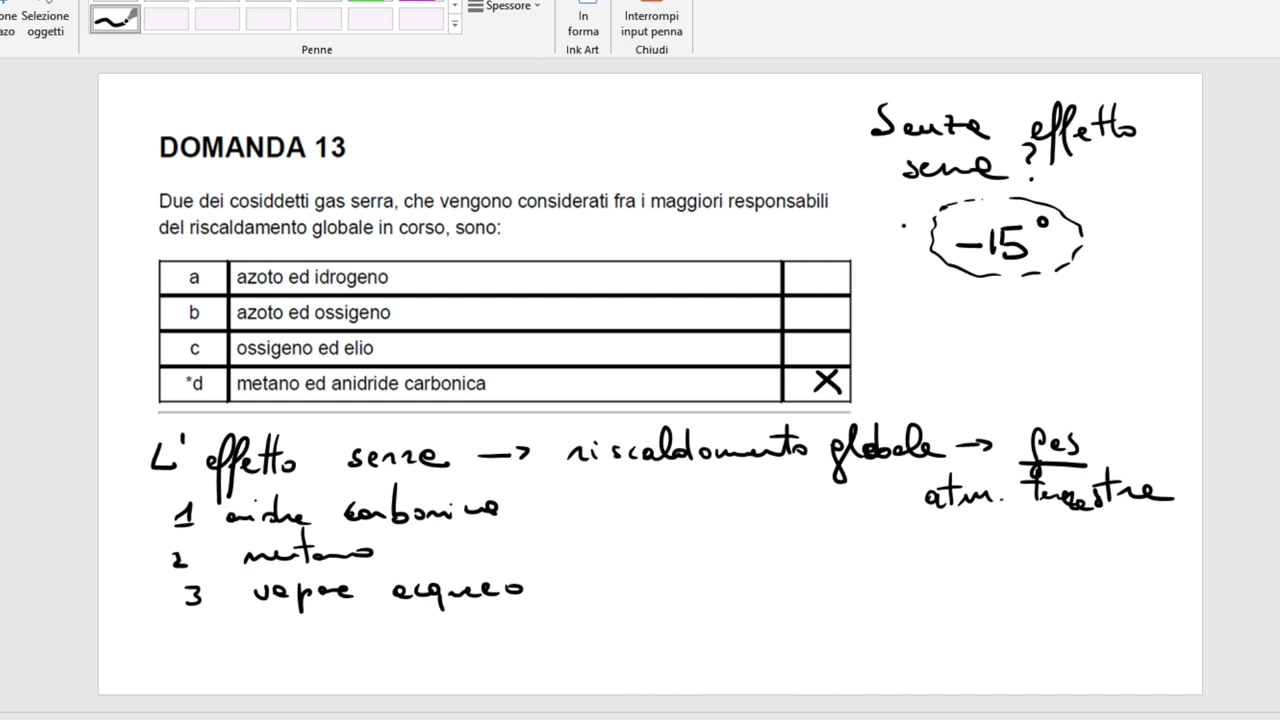 one Selezione
azo oggetti
Penne
Spessore
In forma
Ink Art
Interrompi input penna
Chiudi
DOMANDA 13
Due dei cosiddetti gas serra, che vengono considerati fra i maggiori responsabili
del riscaldamento globale in corso, sono:
a azoto ed idrogeno
b azoto ed ossigeno
c ossigeno ed elio
*d metano ed anidride carbonica X
Senza effetto
serra?
-15°
L'effetto serra → riscaldamento globale → gas
atm. terrestre
1 carbonica
2 metano
3 vapore acqueo